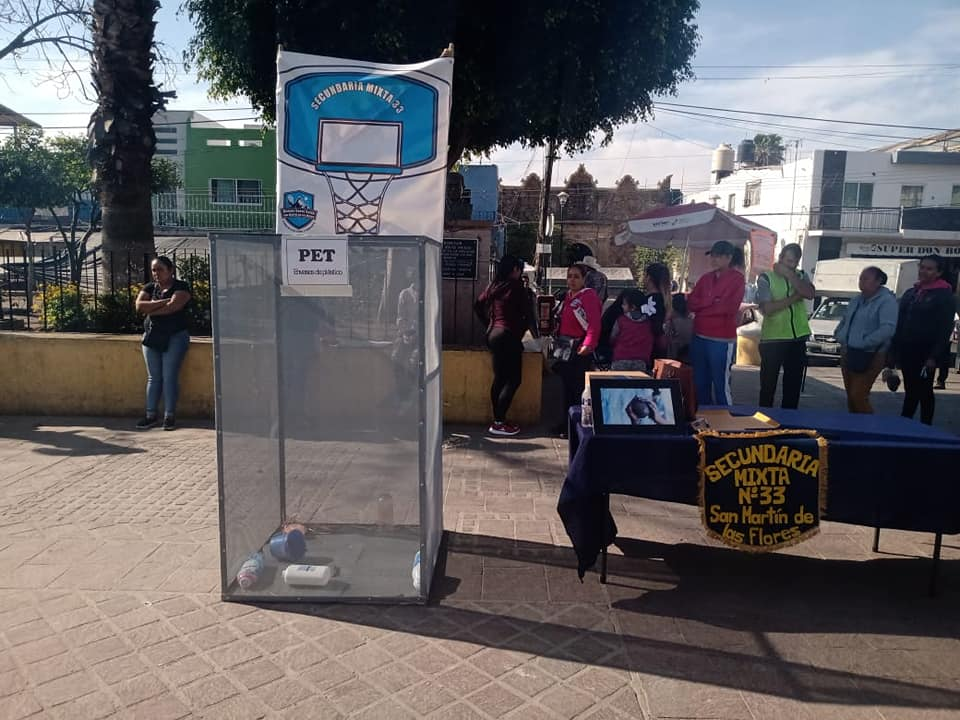 SECUNDARIA MIXTA 33
PET
Envases de plástico
SECUNDARIA
MIXTA
Nº33
San Martín de
las Flores
SUPER DON